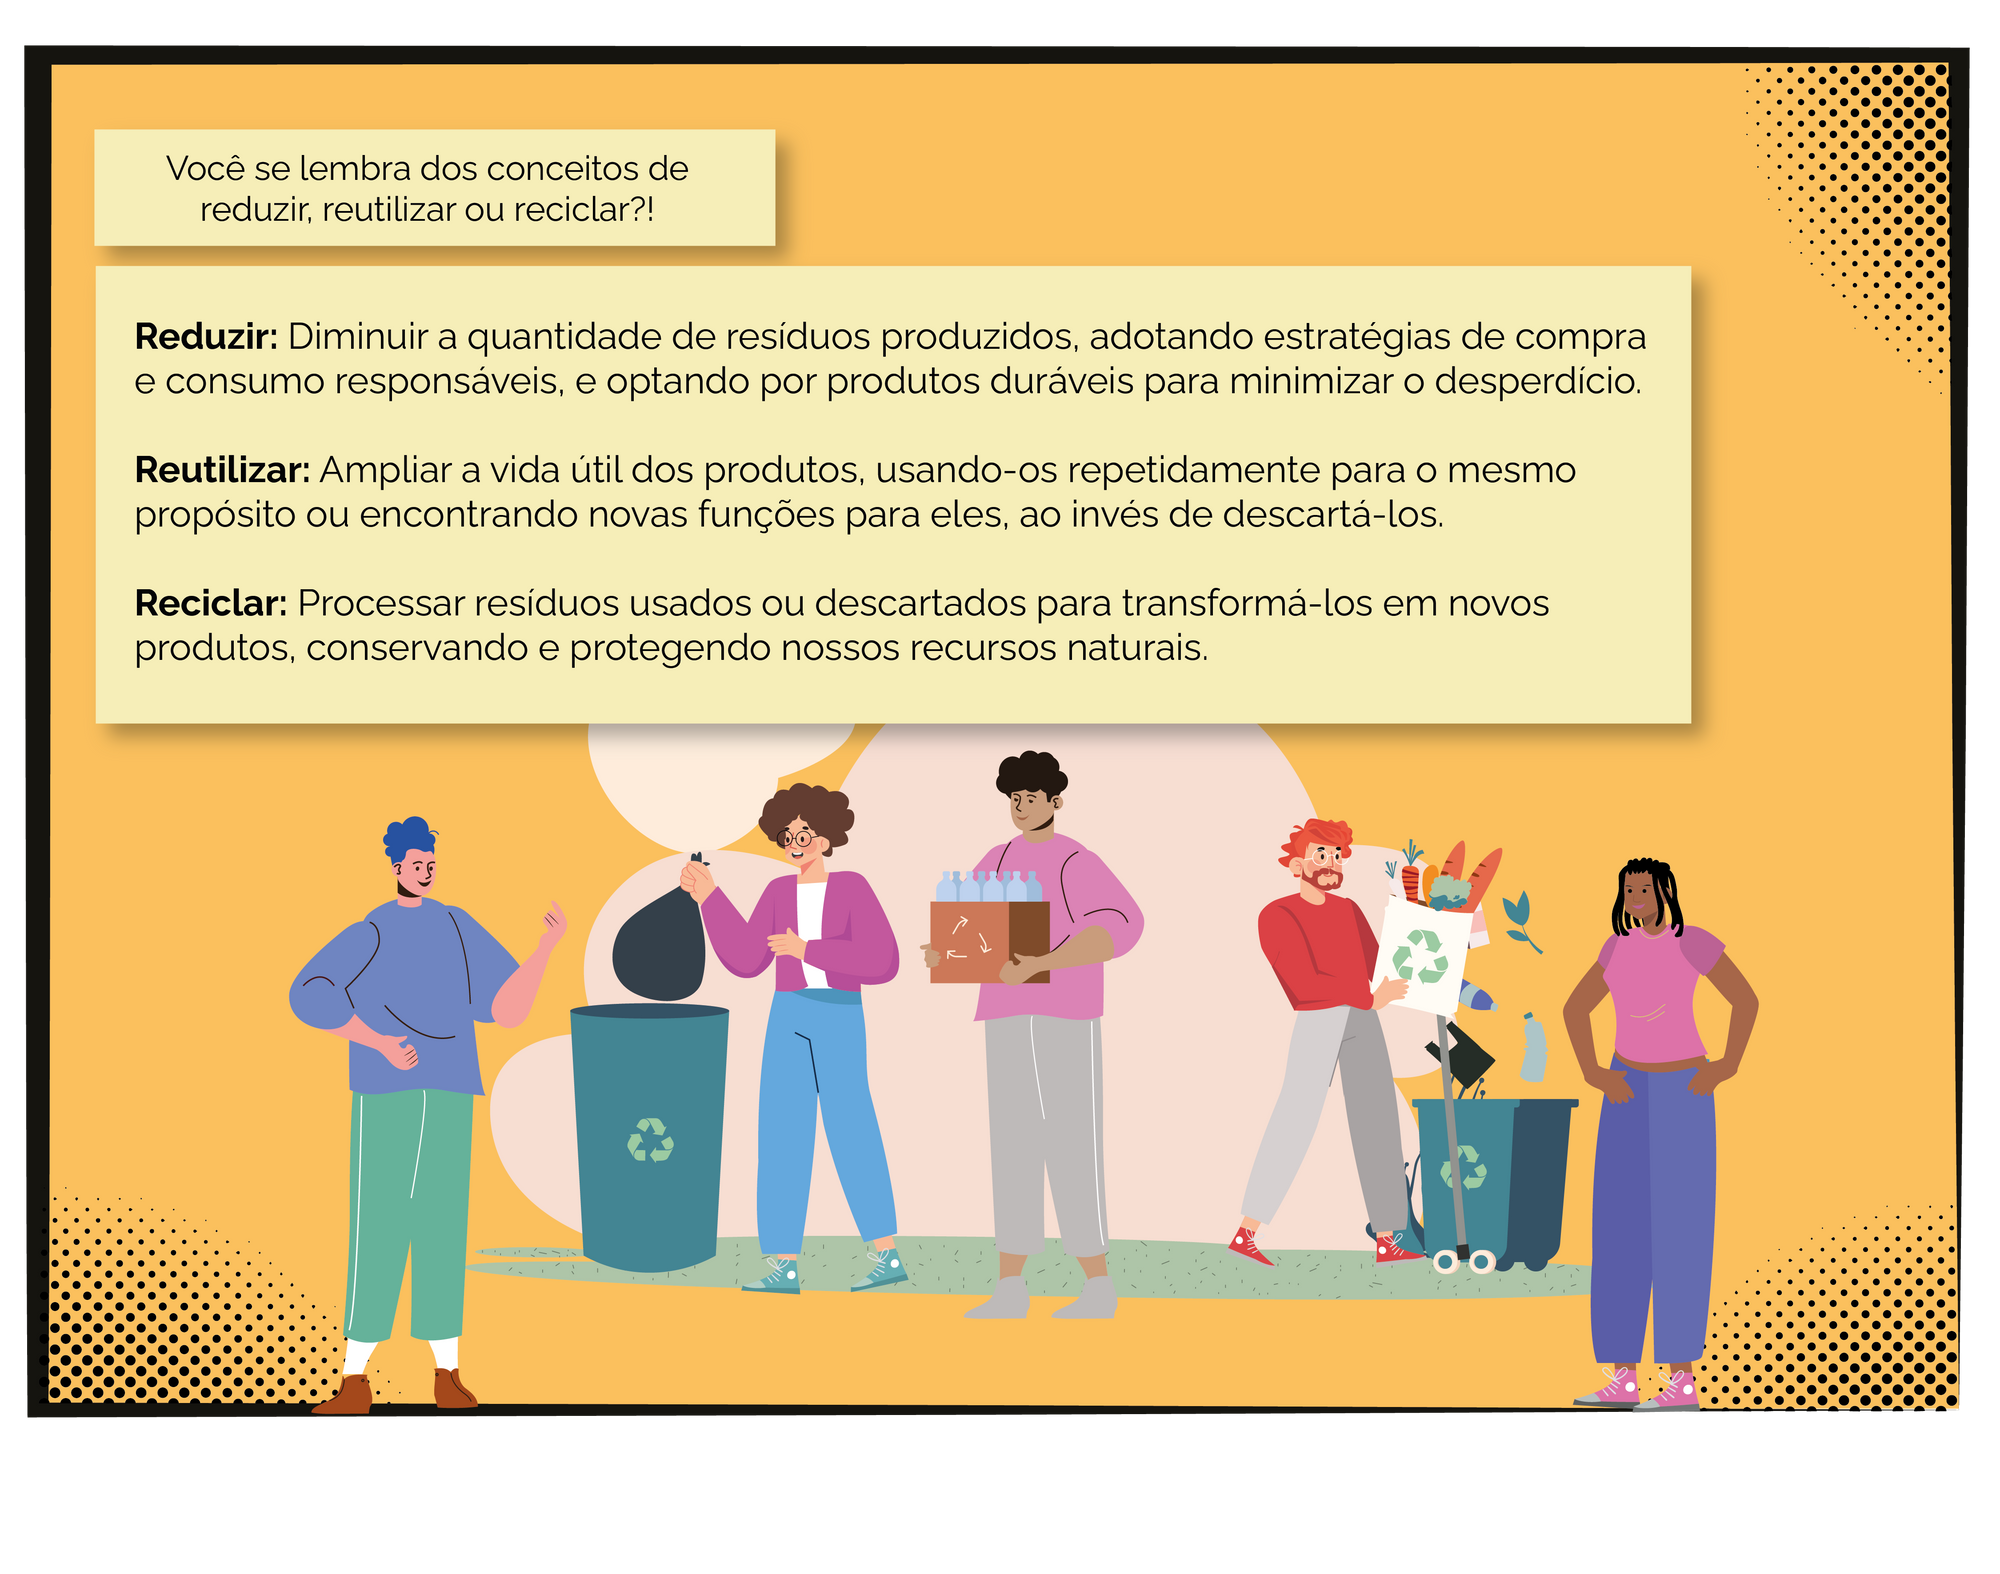 Você se lembra dos conceitos de
reduzir, reutilizar ou reciclar?!
Reduzir: Diminuir a quantidade de resíduos produzidos, adotando estratégias de compra
e consumo responsáveis, e optando por produtos duráveis para minimizar o desperdício.
Reutilizar: Ampliar a vida útil dos produtos, usando-os repetidamente para o mesmo
propósito ou encontrando novas funções para eles, ao invés de descartá-los.
Reciclar: Processar resíduos usados ou descartados para transformá-los em novos
produtos, conservando e protegendo nossos recursos naturais.